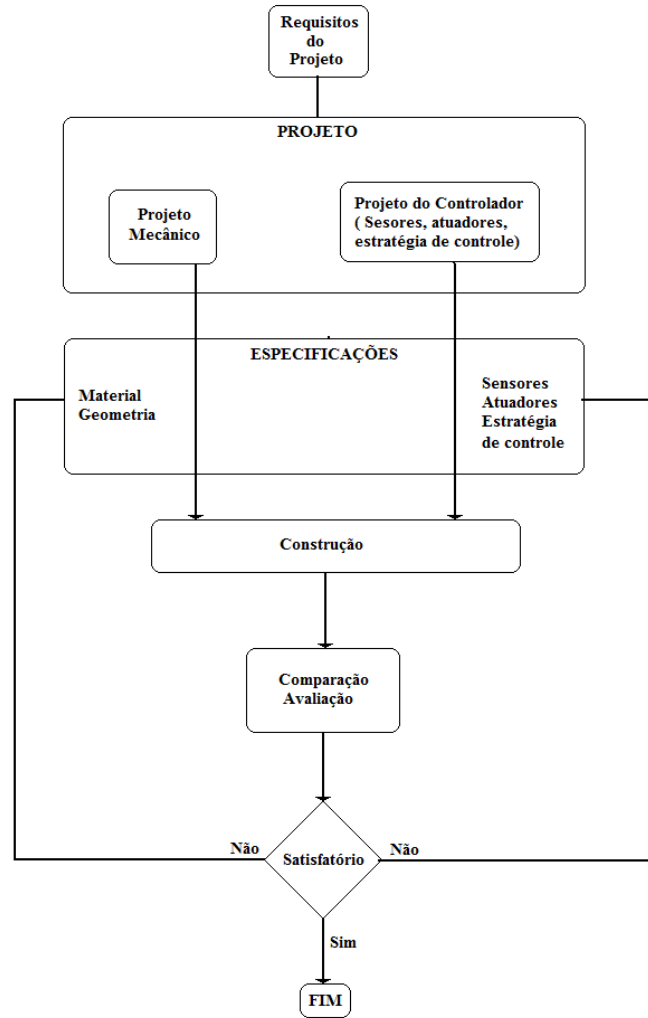 Requisitos
do
Projeto
PROJETO
Projeto
Mecânico
Projeto do Controlador
( Sesores, atuadores,
estratégia de controle)
ESPECIFICAÇÕES
Material
Geometria
Sensores
Atuadores
Estratégia
de controle
Construção
Comparação
Avaliação
Não
Satisfatório
Não
Sim
FIM